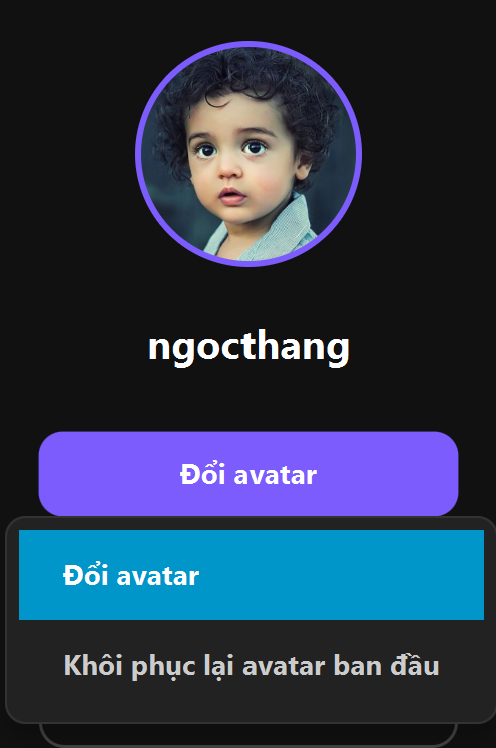 ngocthang
Đổi avatar
Đổi avatar
Khôi phục lại avatar ban đầu